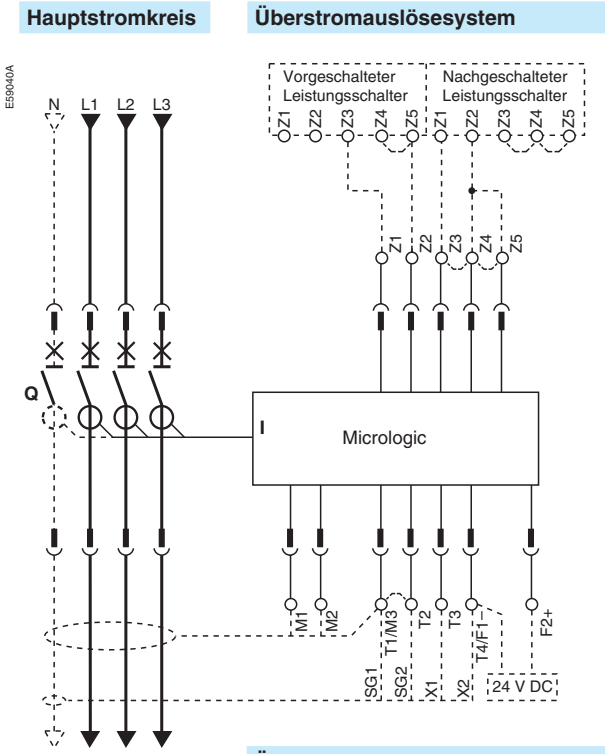 Hauptstromkreis
Überstromauslösesystem
E59040A
N L1 L2 L3
Vorgeschalteter
Leistungsschalter
Nachgeschalteter
Leistungsschalter
Z1 Z2 Z3 Z4 Z5 Z1 Z2 Z3 Z4 Z5
Z1 Z2 Z3 Z4 Z5
Q
I
Micrologic
M1 M2 T1/M3 T2 T3 T4/F1− F2+
SG1 SG2 X1 X2
24 V DC